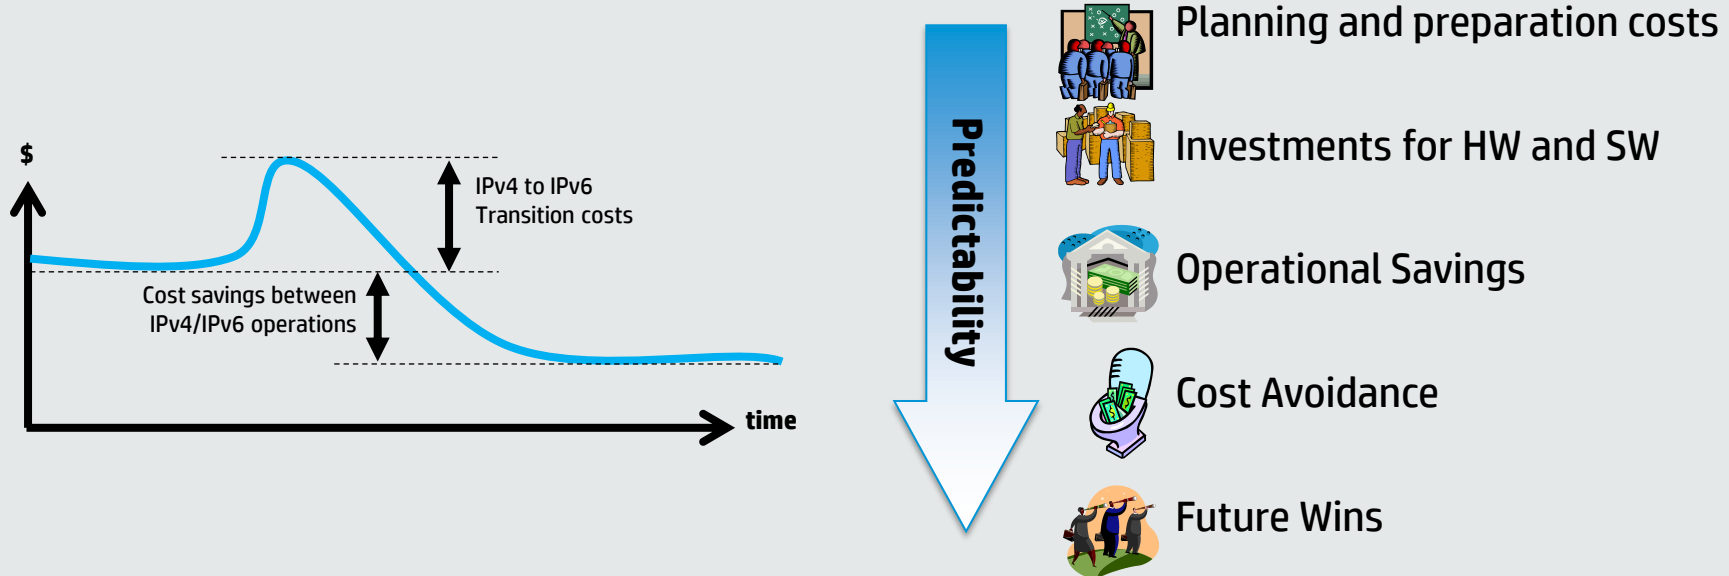 $
IPv4 to IPv6
Transition costs
Cost savings between
IPv4/IPv6 operations
time
Predictability
Planning and preparation costs
Investments for HW and SW
Operational Savings
Cost Avoidance
Future Wins